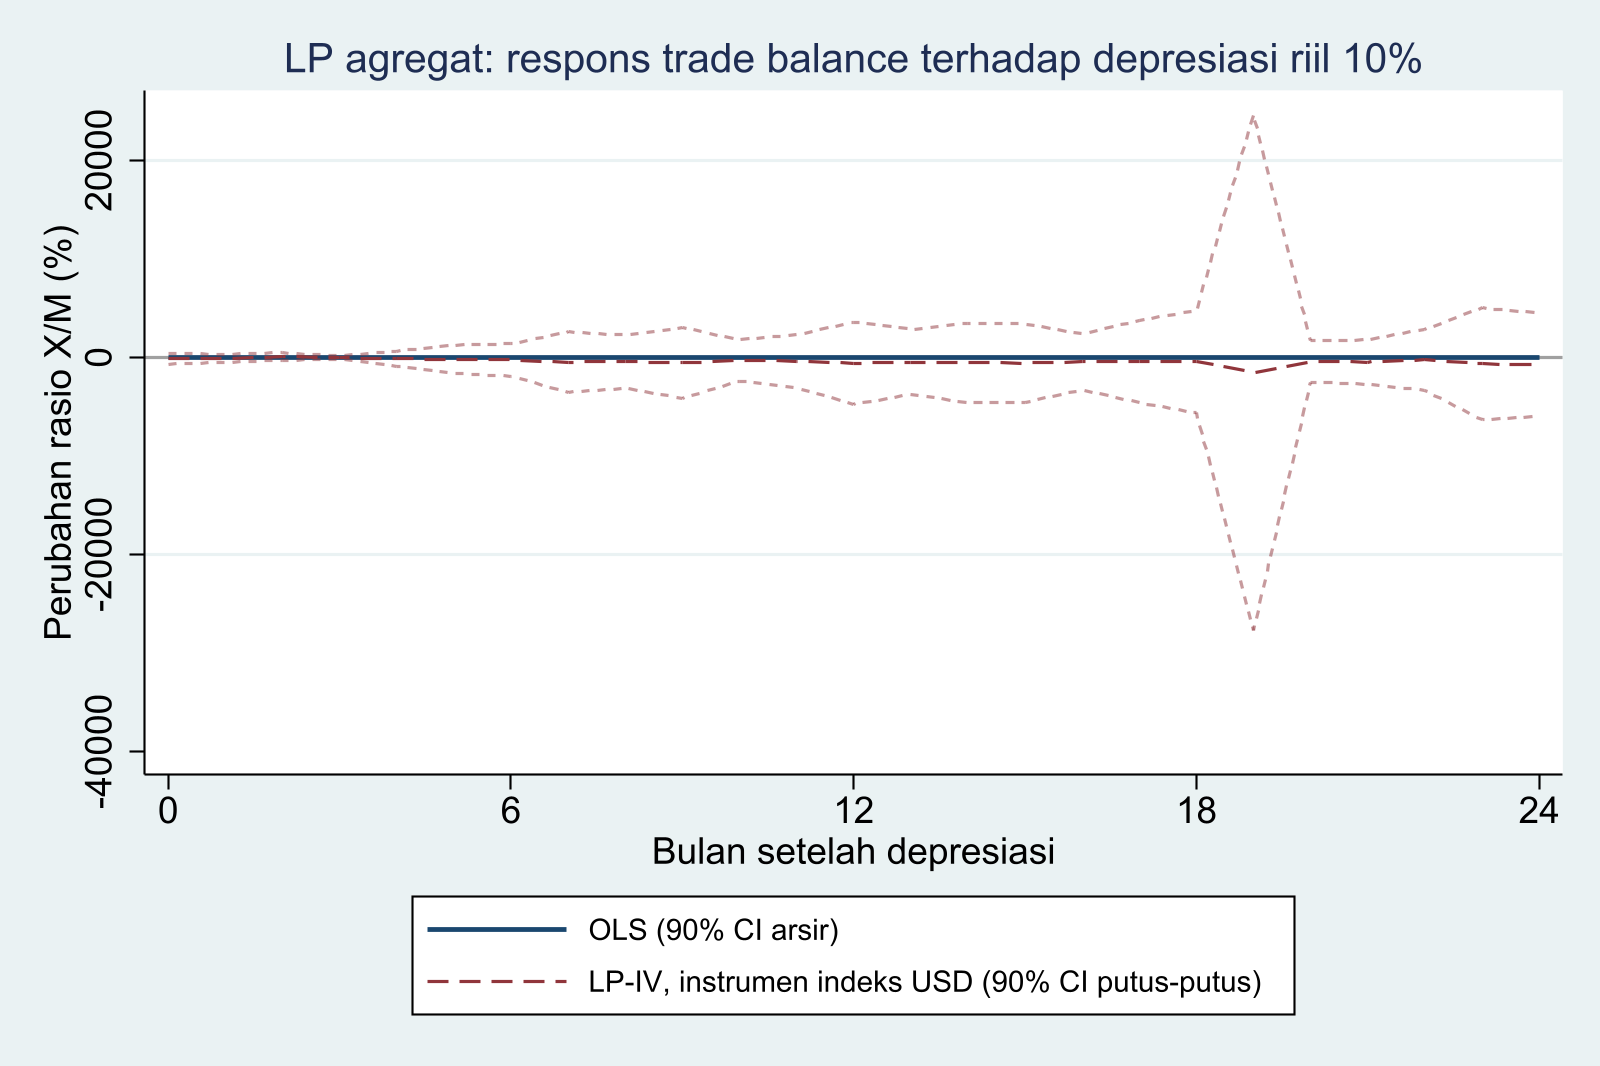 LP agregat: respons trade balance terhadap depresiasi riil 10%
Perubahan rasio X/M (%)
20000
0
-20000
-40000
0 6 12 18 24
Bulan setelah depresiasi
OLS (90% CI arsir)
LP-IV, instrumen indeks USD (90% CI putus-putus)